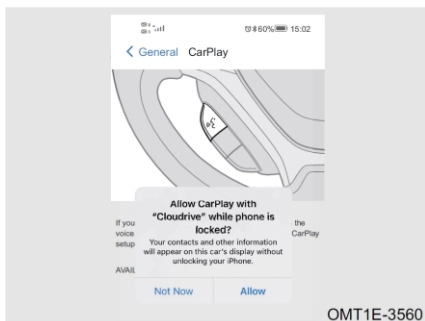 60% 15:02
General CarPlay
Allow CarPlay with
"Cloudrive" while phone is
locked?
Your contacts and other information
will appear on this car's display without
unlocking your iPhone.
If you the
voice CarPlay
setup
AVAIL
Not Now Allow
OMT1E-3560